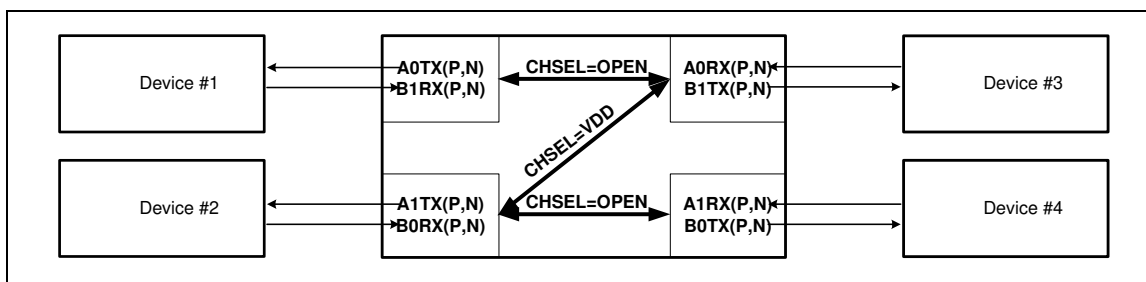 Device #1
A0TX(P,N)
B1RX(P,N)
CHSEL=OPEN
A0RX(P,N)
B1TX(P,N)
Device #3
CHSEL=VDD
Device #2
A1TX(P,N)
B0RX(P,N)
CHSEL=OPEN
A1RX(P,N)
B0TX(P,N)
Device #4